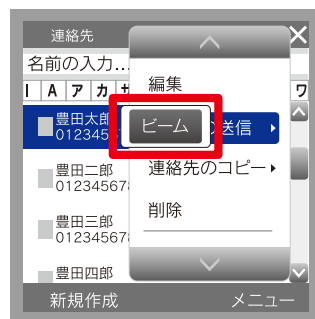 連絡先
名前の入力...
A ア カ サ ワ
編集
豊田太郎
012345
ビーム
送信
豊田二郎
01234567
連絡先のコピー
豊田三郎
01234567
削除
豊田四郎
新規作成 メニュー